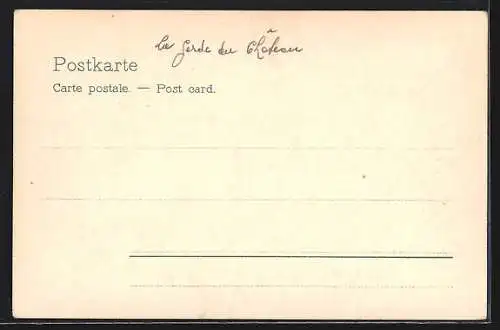 La Garde du Château
Postkarte
Carte postale. — Post card.